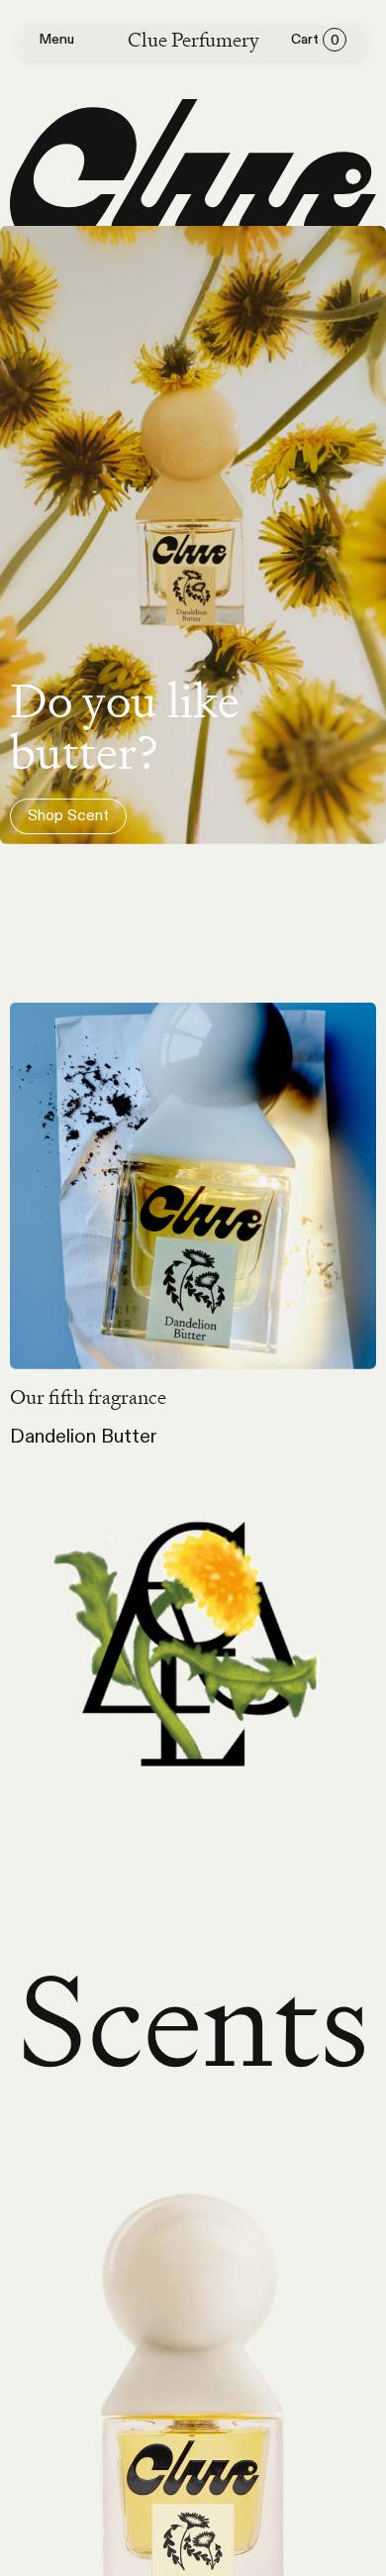 Menu
Clue Perfumery
Cart 0
Clue
Clue
Dandelion
Butter
Do you like
butter?
Shop Scent
Clue
Dandelion
Butter
Our fifth fragrance
Dandelion Butter
Scents
Clue